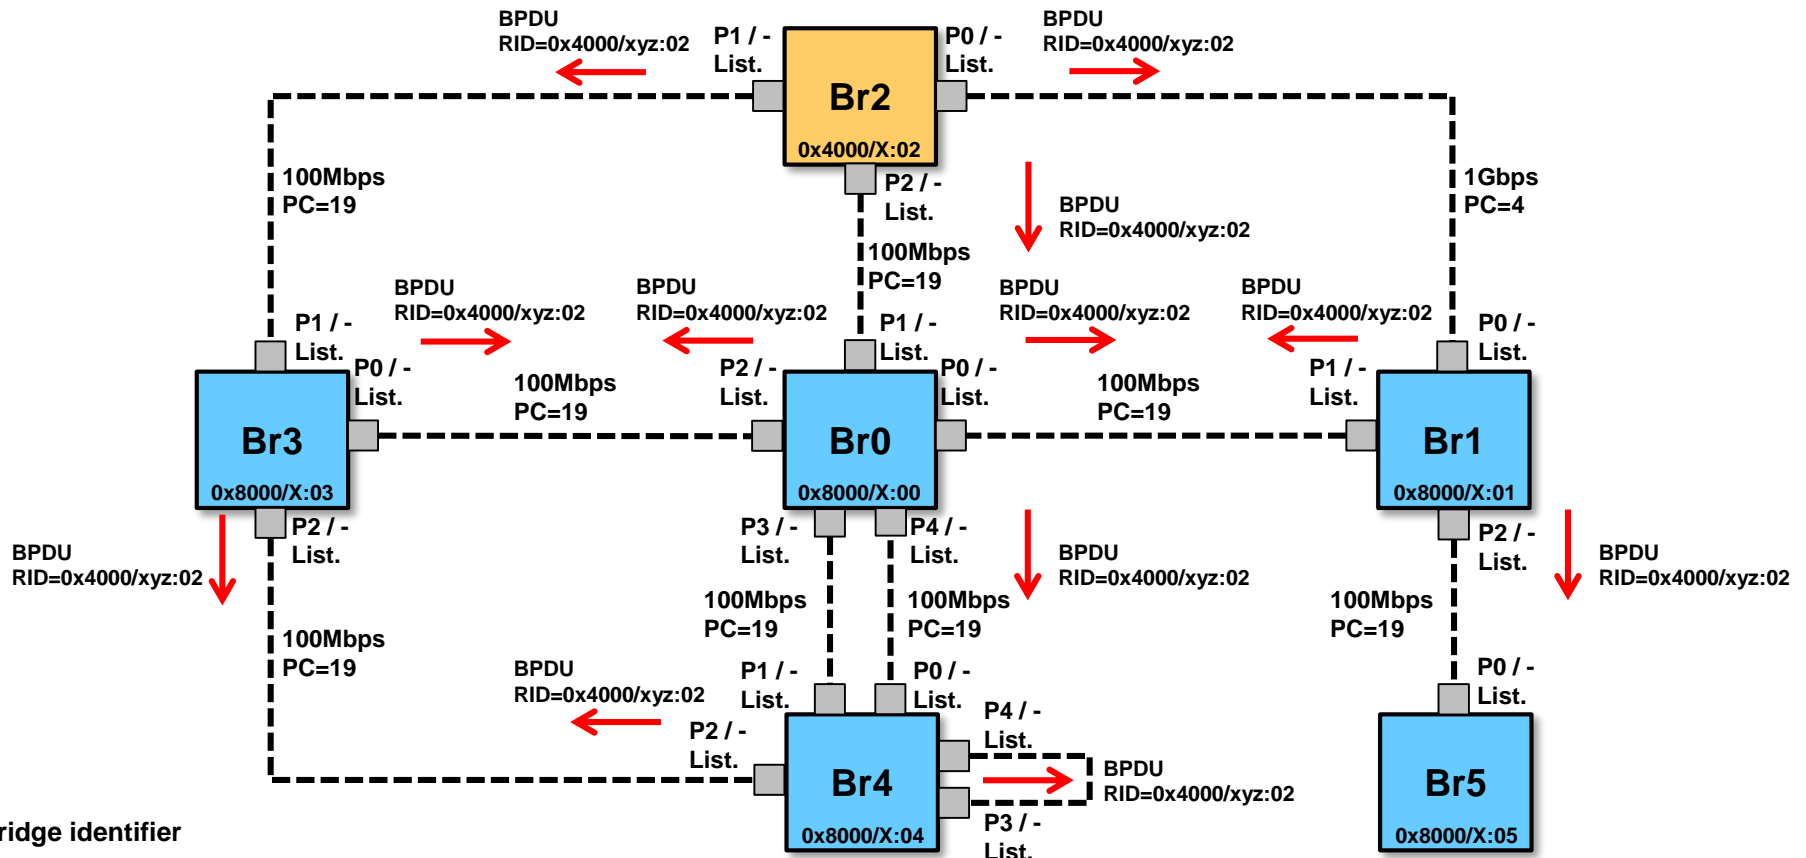 BPDU
RID=0x4000/xyz:02
P1 / -
List.
Br2
0x4000/X:02
P0 / -
List.
BPDU
RID=0x4000/xyz:02
100Mbps
PC=19
P2 / -
List.
BPDU
RID=0x4000/xyz:02
1Gbps
PC=4
100Mbps
PC=19
BPDU
RID=0x4000/xyz:02
BPDU
RID=0x4000/xyz:02
BPDU
RID=0x4000/xyz:02
BPDU
RID=0x4000/xyz:02
P1 / -
List.
P0 / -
List.
100Mbps
PC=19
P2 / -
List.
P1 / -
List.
P0 / -
List.
100Mbps
PC=19
P1 / -
List.
P0 / -
List.
Br3
0x8000/X:03
Br0
0x8000/X:00
Br1
0x8000/X:01
BPDU
RID=0x4000/xyz:02
P2 / -
List.
P3 / -
List.
P4 / -
List.
BPDU
RID=0x4000/xyz:02
P2 / -
List.
BPDU
RID=0x4000/xyz:02
100Mbps
PC=19
100Mbps
PC=19
100Mbps
PC=19
100Mbps
PC=19
BPDU
RID=0x4000/xyz:02
P2 / -
List.
P1 / -
List.
P0 / -
List.
P4 / -
List.
BPDU
RID=0x4000/xyz:02
P3 / -
List.
P0 / -
List.
Br4
0x8000/X:04
Br5
0x8000/X:05
ridge identifier